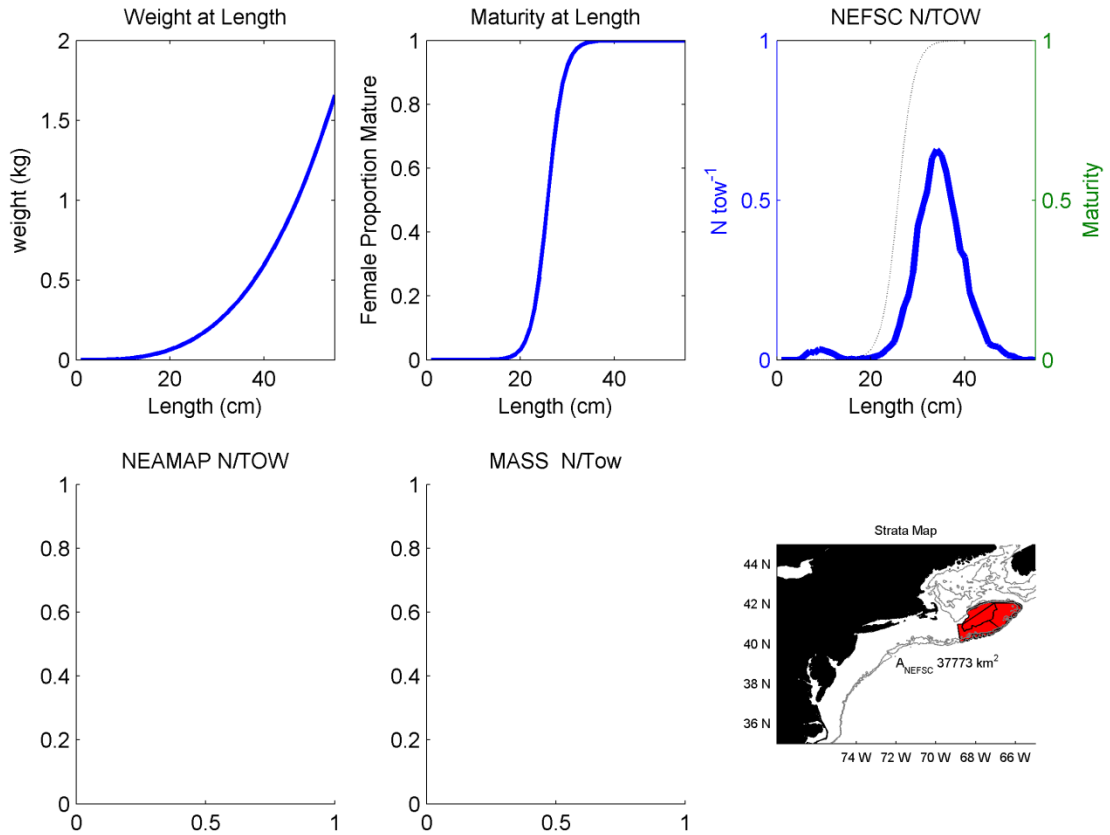 Weight at Length
2
1.5
1
0.5
0
weight (kg)
0 20 40
Length (cm)
Maturity at Length
1
0.8
0.6
0.4
0.2
0
Female Proportion Mature
0 20 40
Length (cm)
NEFSC N/TOW
1
0.5
0
N tow⁻¹
1
0.5
0
Maturity
0 20 40
Length (cm)
NEAMAP N/TOW
1
0.8
0.6
0.4
0.2
0
0 0.5 1
MASS N/Tow
1
0.8
0.6
0.4
0.2
0
0 0.5 1
Strata Map
44 N
42 N
40 N
38 N
36 N
A_NEFSC 37773 km²
74 W 72 W 70 W 68 W 66 W